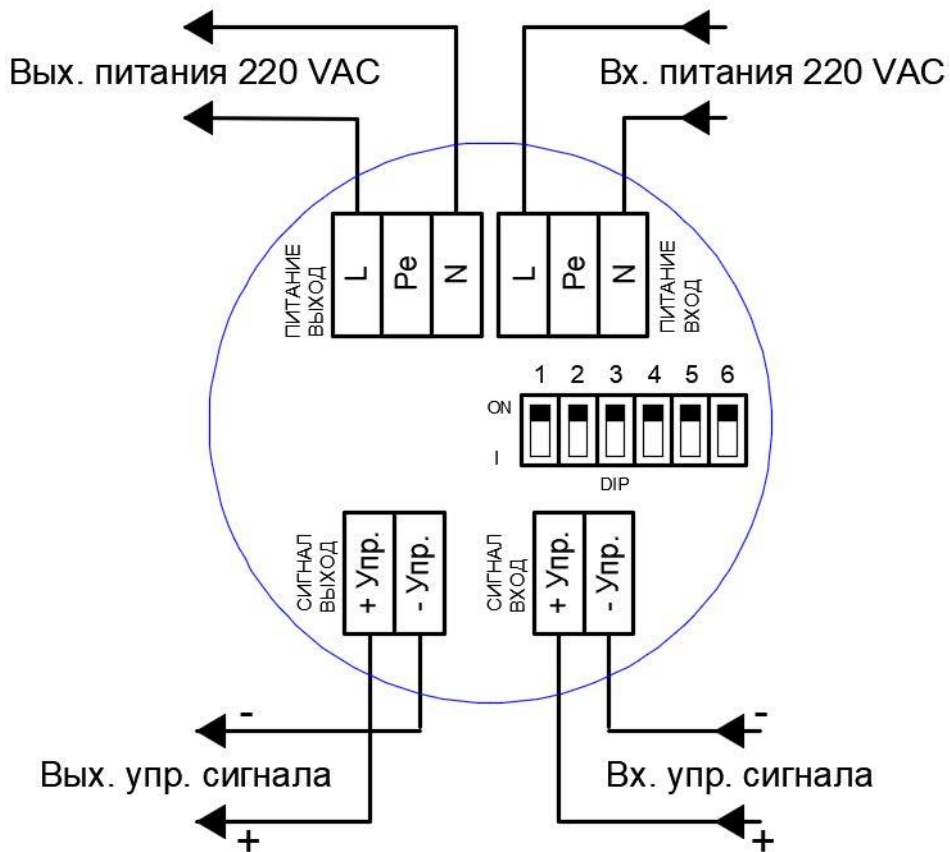 Вых. питания 220 VAC
Вх. питания 220 VAC
ПИТАНИЕ
ВЫХОД
L
Pe
N
L
Pe
N
ПИТАНИЕ
ВХОД
1 2 3 4 5 6
ON
I
DIP
СИГНАЛ
ВЫХОД
+ Упр.
- Упр.
СИГНАЛ
ВХОД
+ Упр.
- Упр.
-
-
Вых. упр. сигнала
Вх. упр. сигнала
+
+